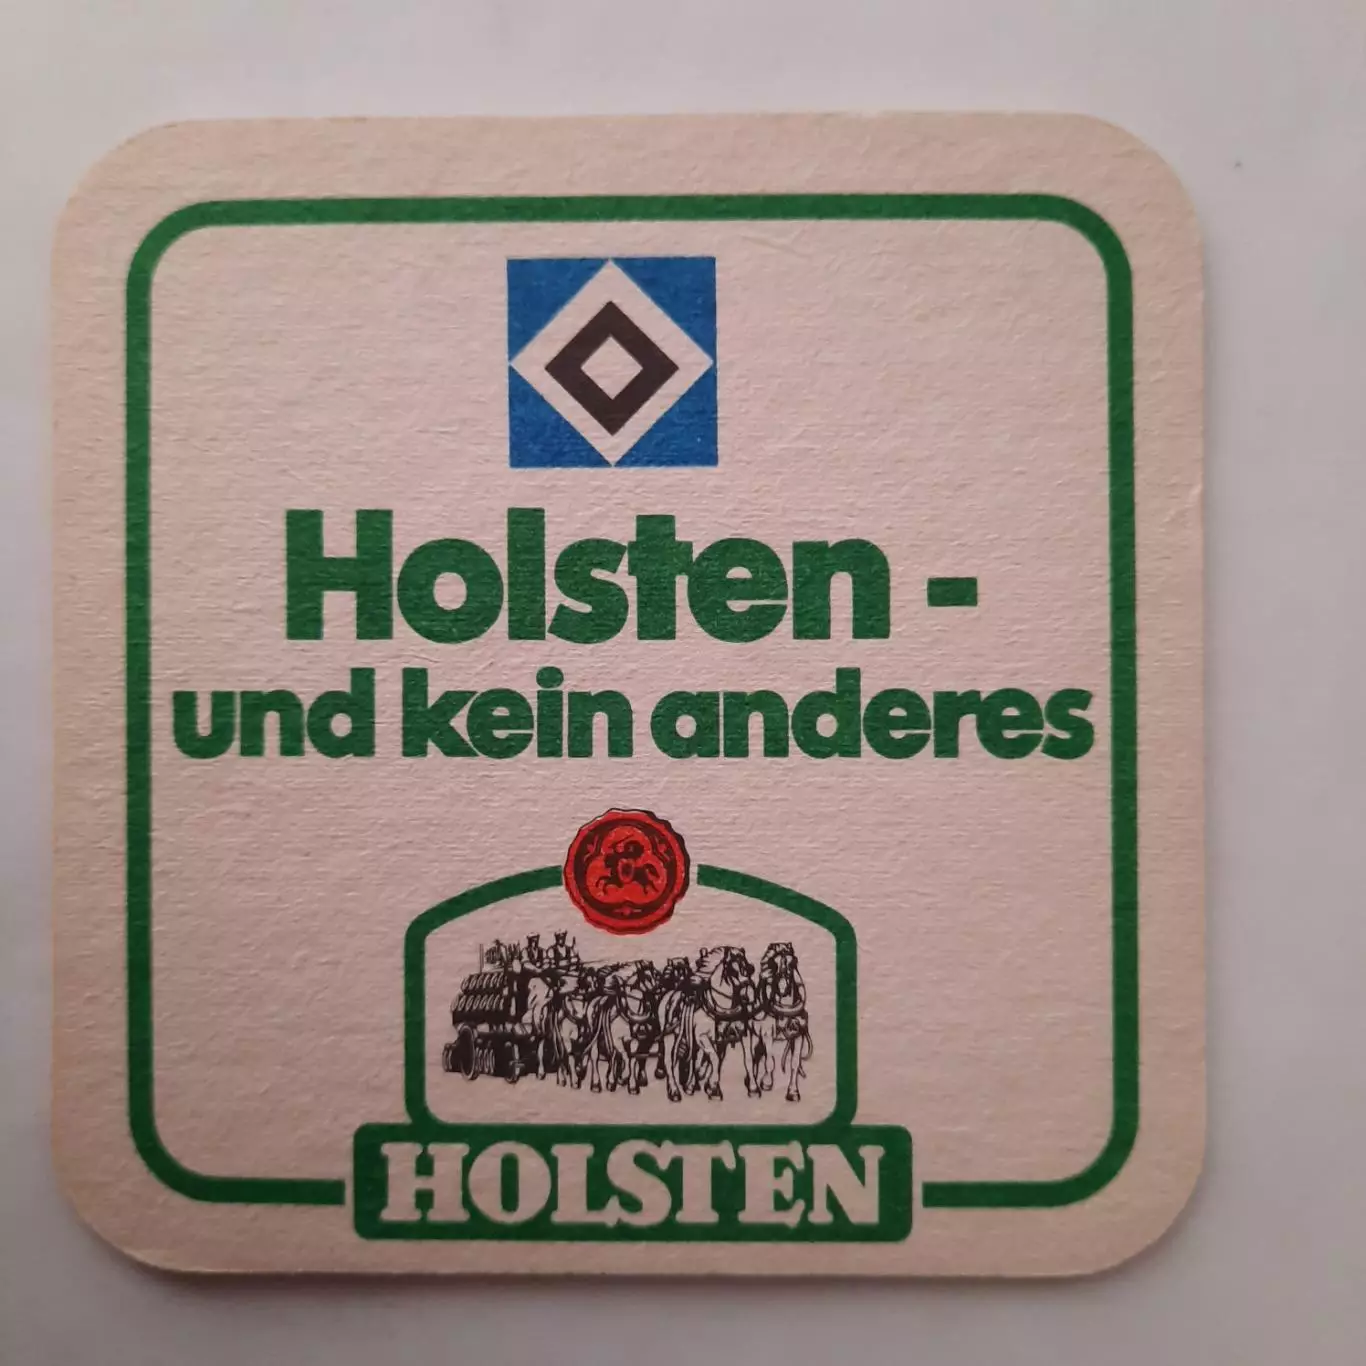 Holsten -
und kein anderes
HOLSTEN